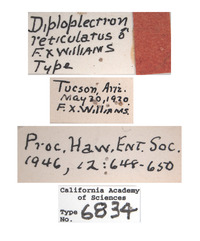 Diploplectron
reticulatus ♂
F.X WILLIAMS
Type
Tucson, Ariz.
May 20, 1930
F.X. Williams.
Proc. Haw. Ent. Soc.
1946, 12:648-650
California Academy
of Sciences
Type
No. 6834